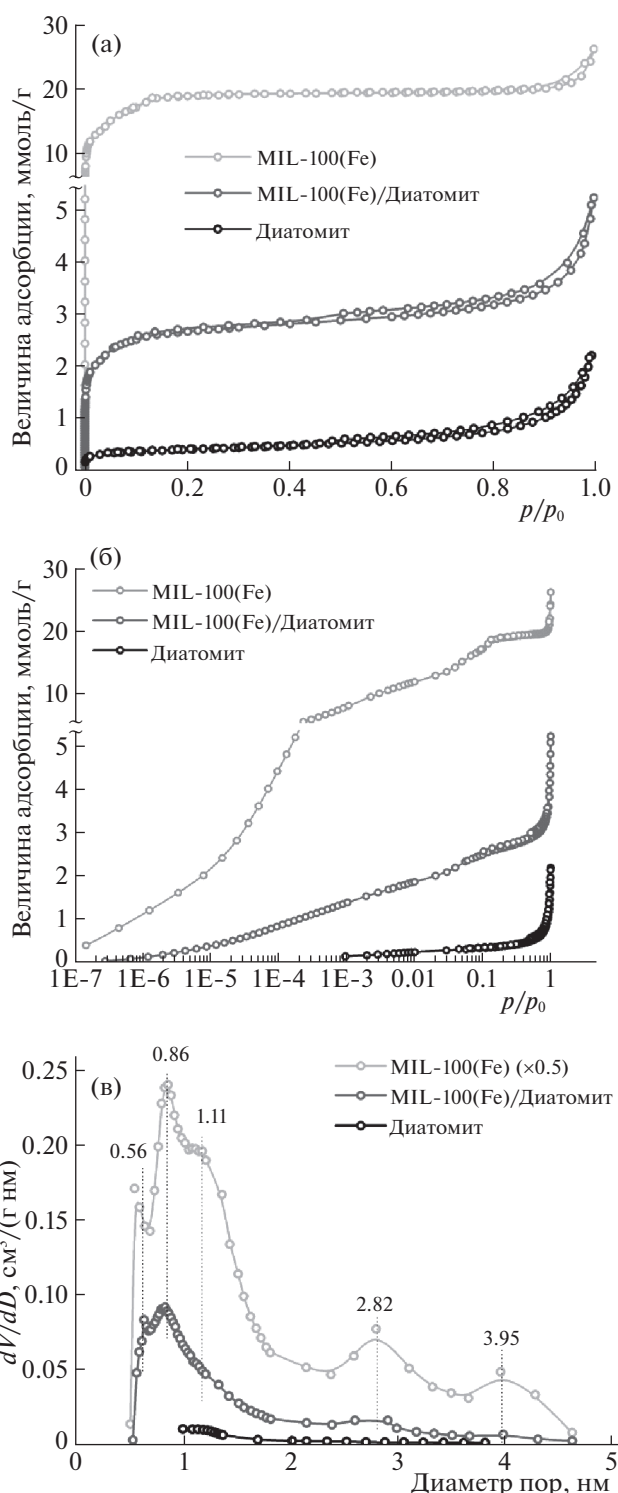 (а)
Величина адсорбции, ммоль/г
30
20
10
5
4
3
2
1
0
MIL-100(Fe)
MIL-100(Fe)/Диатомит
Диатомит
0 0.2 0.4 0.6 0.8 1.0
p/p₀
(б)
Величина адсорбции, ммоль/г
30
20
10
5
4
3
2
1
0
MIL-100(Fe)
MIL-100(Fe)/Диатомит
Диатомит
1E-7 1E-6 1E-5 1E-4 1E-3 0.01 0.1 1
p/p₀
(в)
dV/dD, см³/(г нм)
0.25
0.20
0.15
0.10
0.05
0
0.56
0.86
1.11
2.82
3.95
MIL-100(Fe) (×0.5)
MIL-100(Fe)/Диатомит
Диатомит
0 1 2 3 4 5
Диаметр пор, нм